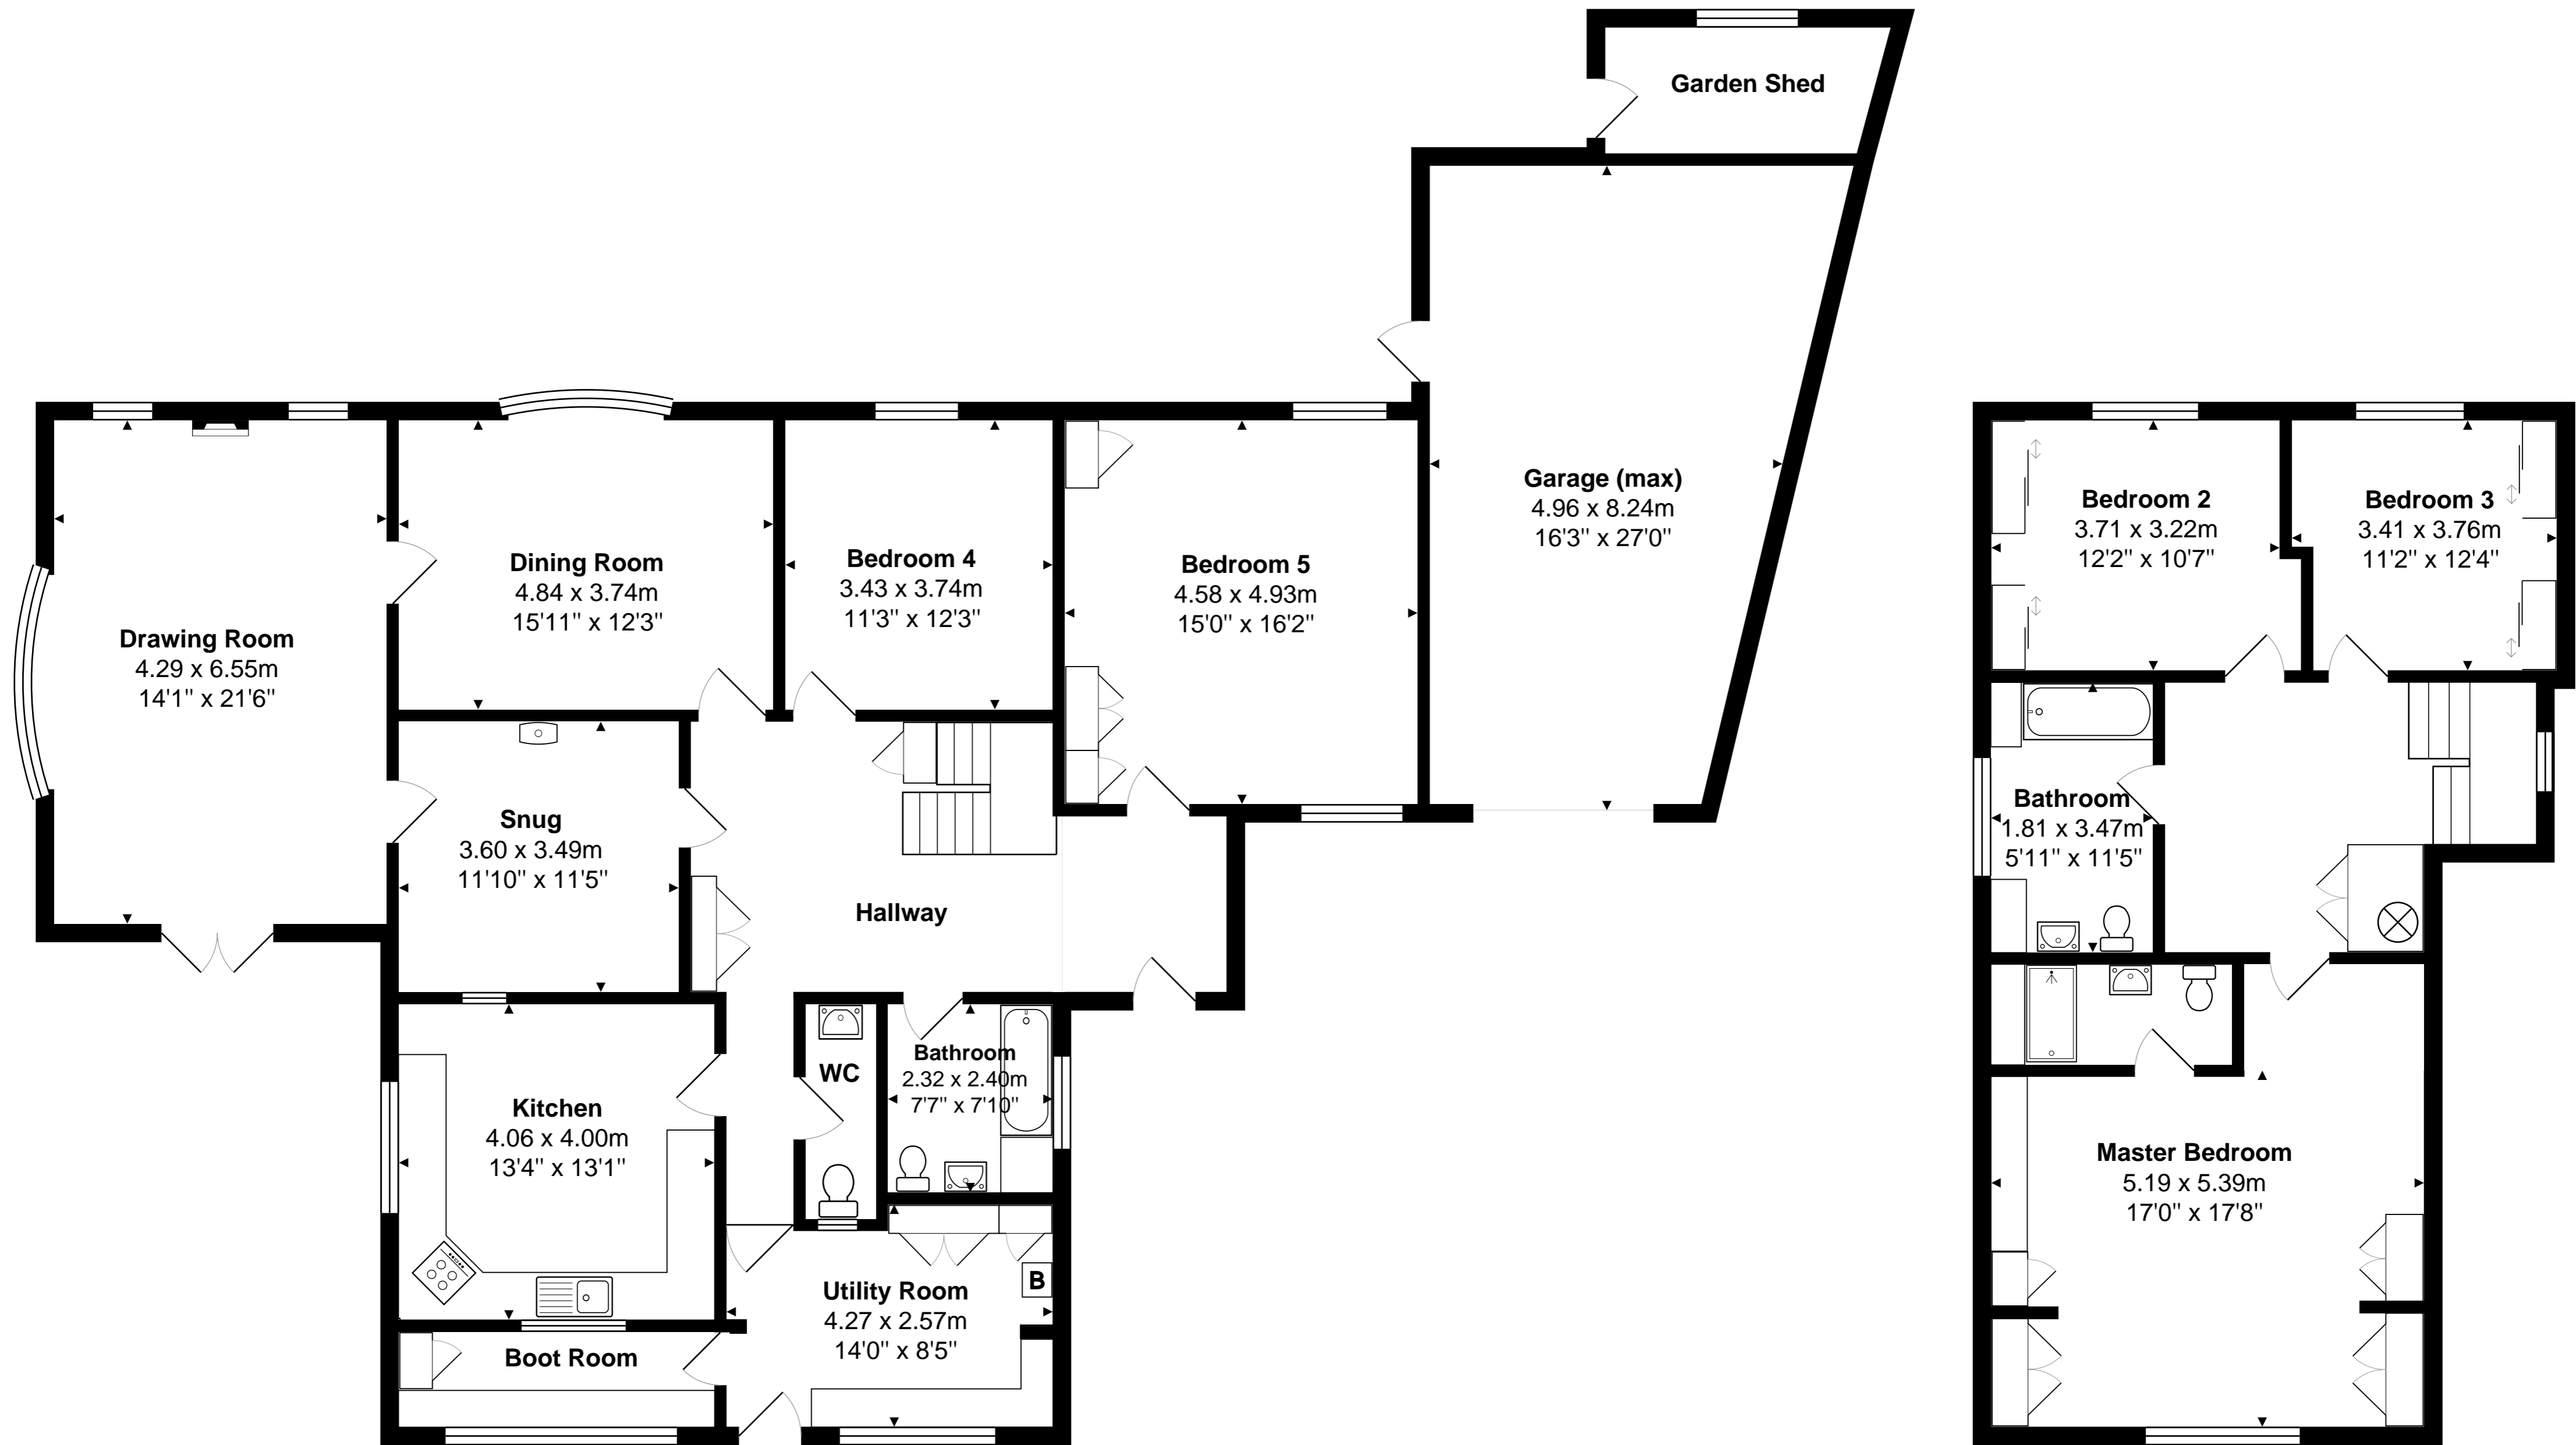 Garden Shed
Garage (max)
4.96 x 8.24m
16'3" x 27'0"
Drawing Room
4.29 x 6.55m
14'1" x 21'6"
Dining Room
4.84 x 3.74m
15'11" x 12'3"
Bedroom 4
3.43 x 3.74m
11'3" x 12'3"
Bedroom 5
4.58 x 4.93m
15'0" x 16'2"
Snug
3.60 x 3.49m
11'10" x 11'5"
Hallway
Kitchen
4.06 x 4.00m
13'4" x 13'1"
WC
Bathroom
2.32 x 2.40m
7'7" x 7'10"
Utility Room
4.27 x 2.57m
14'0" x 8'5"
B
Boot Room
Bedroom 2
3.71 x 3.22m
12'2" x 10'7"
Bedroom 3
3.41 x 3.76m
11'2" x 12'4"
Bathroom
1.81 x 3.47m
5'11" x 11'5"
Master Bedroom
5.19 x 5.39m
17'0" x 17'8"